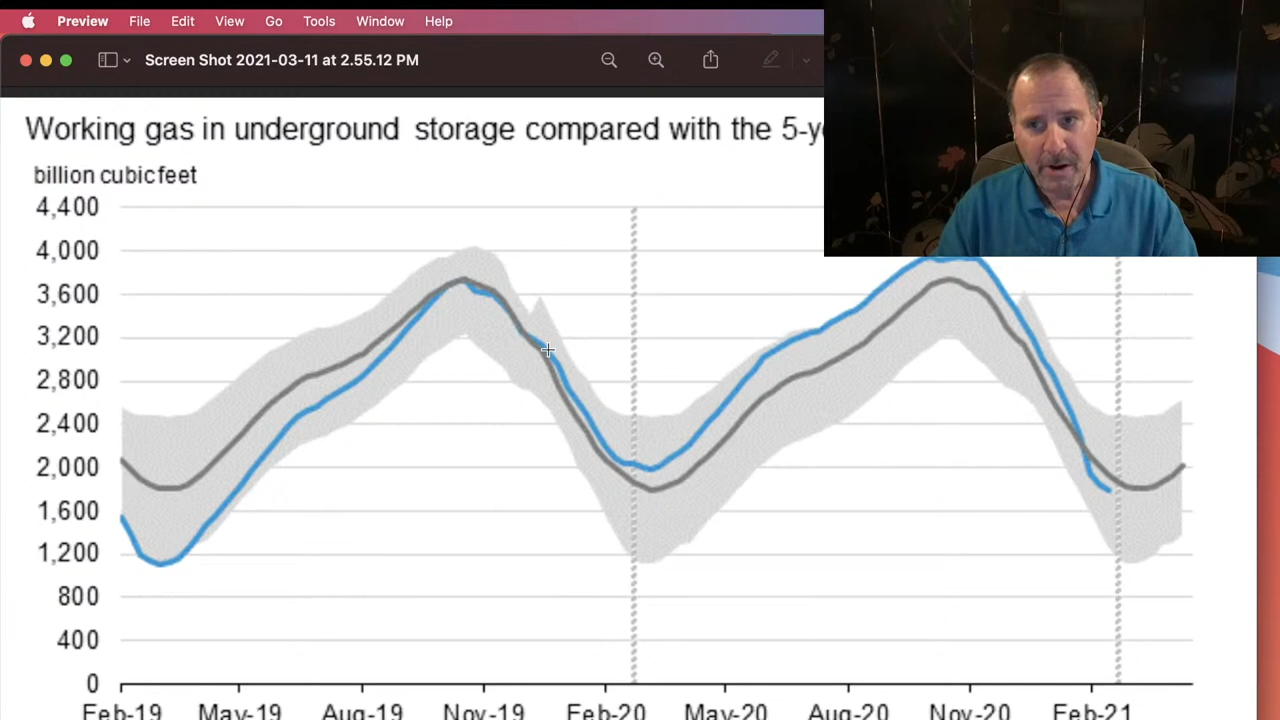 Preview File Edit View Go Tools Window Help
Screen Shot 2021-03-11 at 2.55.12 PM
Working gas in underground storage compared with the
billion cubic feet
4,400
4,000
3,600
3,200
2,800
2,400
2,000
1,600
1,200
800
400
0
Feb-19 May-19 Aug-19 Nov-19 Feb-20 May-20 Aug-20 Nov-20 Feb-21